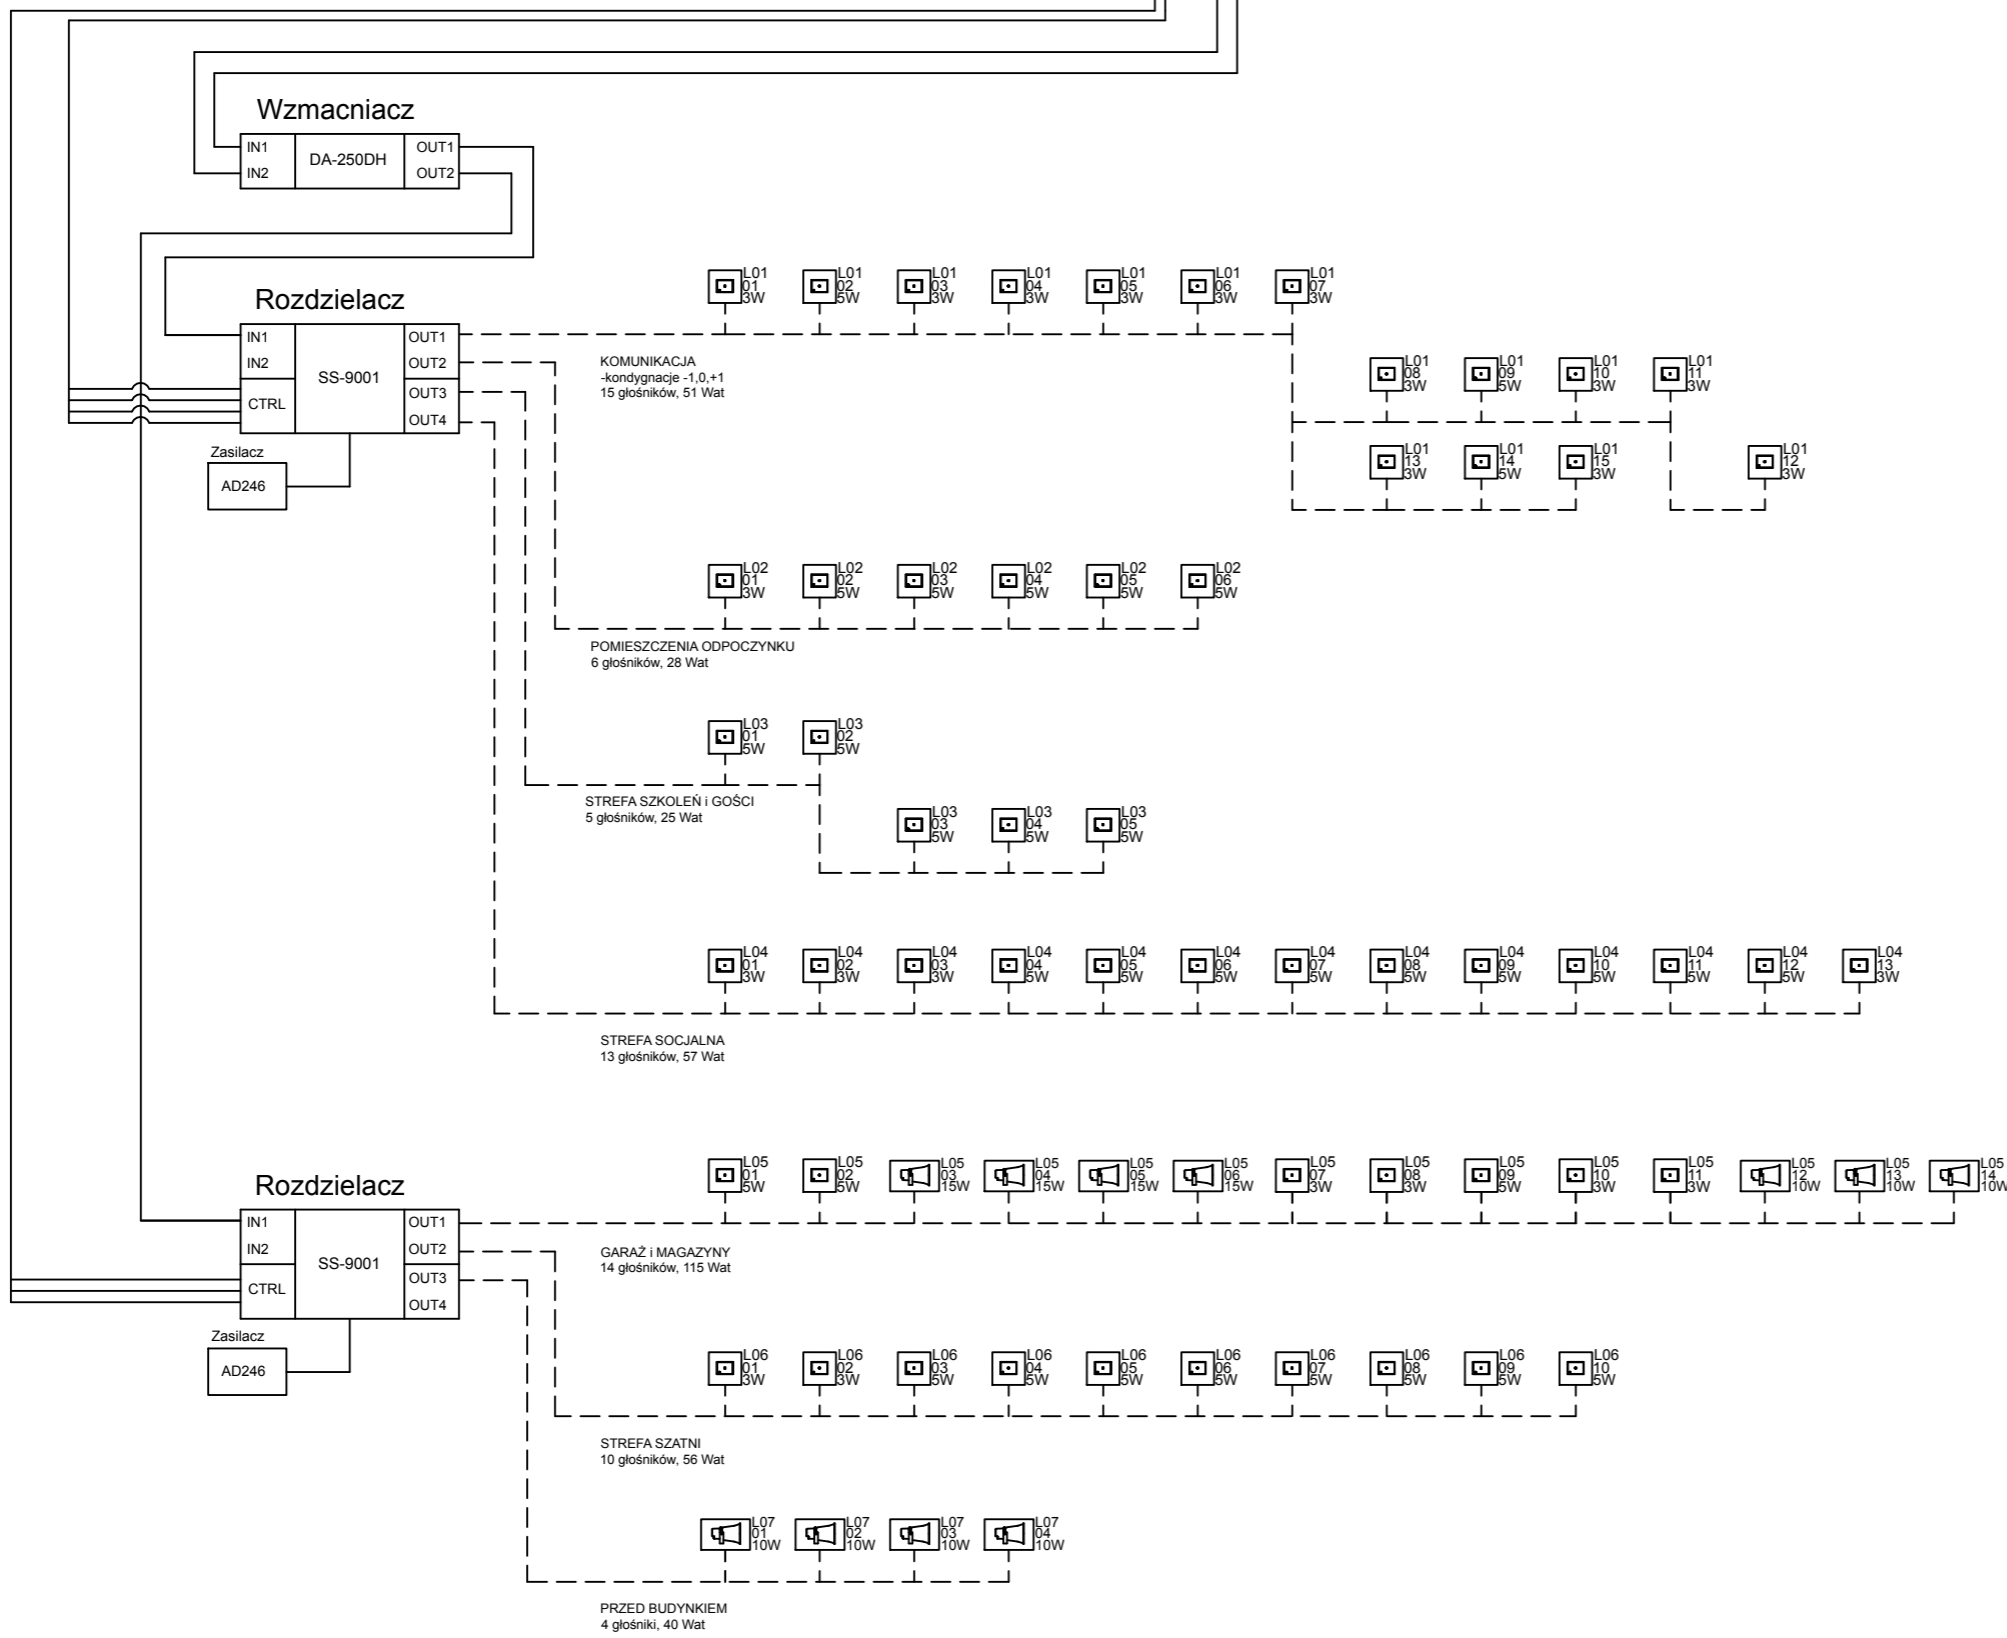 Wzmacniacz
IN1
IN2
DA-250DH
OUT1
OUT2
Rozdzielacz
IN1
IN2
CTRL
SS-9001
OUT1
OUT2
OUT3
OUT4
Zasilacz
AD246
L01
01
3W
L01
02
5W
L01
03
3W
L01
04
3W
L01
05
3W
L01
06
3W
L01
07
3W
KOMUNIKACJA
-kondygnacje -1,0,+1
15 głośników, 51 Wat
L01
08
3W
L01
09
5W
L01
10
3W
L01
11
3W
L01
13
3W
L01
14
5W
L01
15
3W
L01
12
3W
L02
01
3W
L02
02
5W
L02
03
5W
L02
04
5W
L02
05
5W
L02
06
5W
POMIESZCZENIA ODPOCZYNKU
6 głośników, 28 Wat
L03
01
5W
L03
02
5W
STREFA SZKOLEŃ i GOŚCI
5 głośników, 25 Wat
L03
03
5W
L03
04
5W
L03
05
5W
L04
01
3W
L04
02
3W
L04
03
3W
L04
04
5W
L04
05
5W
L04
06
5W
L04
07
5W
L04
08
5W
L04
09
5W
L04
10
5W
L04
11
5W
L04
12
5W
L04
13
3W
STREFA SOCJALNA
13 głośników, 57 Wat
Rozdzielacz
IN1
IN2
CTRL
SS-9001
OUT1
OUT2
OUT3
OUT4
Zasilacz
AD246
L05
01
5W
L05
02
5W
L05
03
15W
L05
04
15W
L05
05
15W
L05
06
15W
L05
07
3W
L05
08
3W
L05
09
5W
L05
10
3W
L05
11
3W
L05
12
10W
L05
13
10W
L05
14
10W
GARAŻ i MAGAZYNY
14 głośników, 115 Wat
L06
01
3W
L06
02
3W
L06
03
5W
L06
04
5W
L06
05
5W
L06
06
5W
L06
07
5W
L06
08
5W
L06
09
5W
L06
10
5W
STREFA SZATNI
10 głośników, 56 Wat
L07
01
10W
L07
02
10W
L07
03
10W
L07
04
10W
PRZED BUDYNKIEM
4 głośniki, 40 Wat